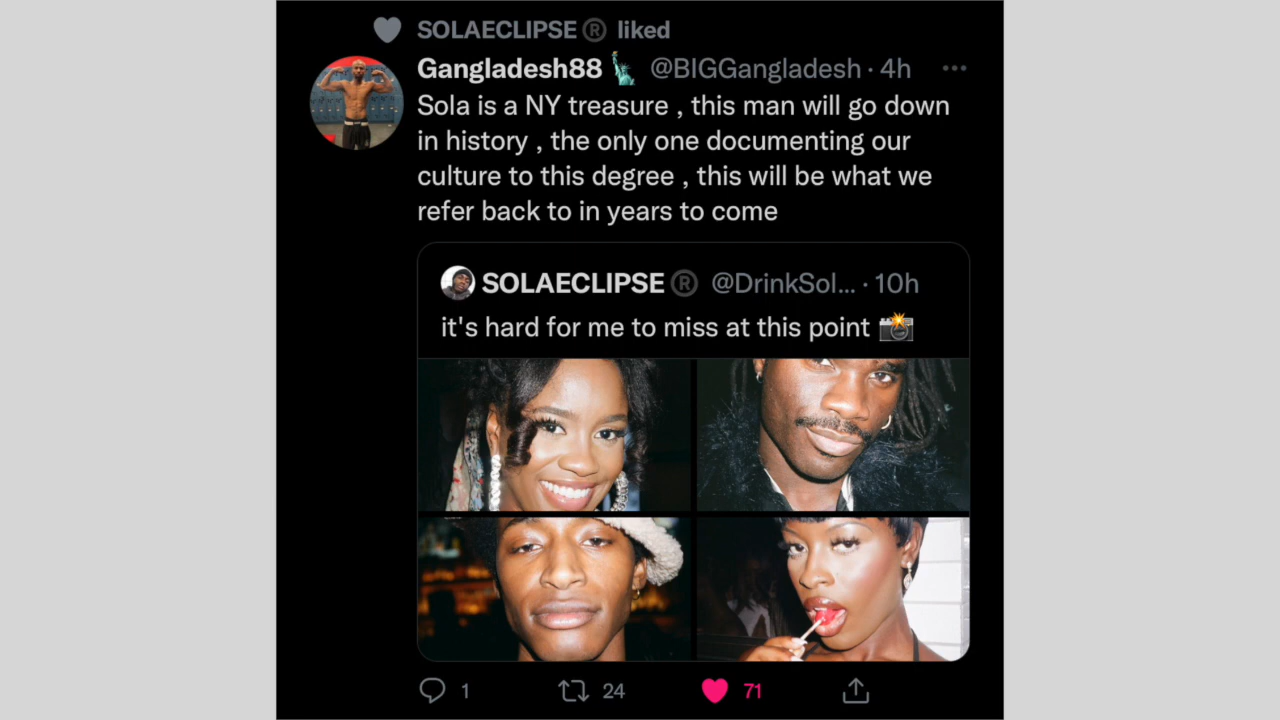 SOLAECLIPSE ® liked
Gangladesh88🗽 @BIGGangladesh · 4h
Sola is a NY treasure , this man will go down
in history , the only one documenting our
culture to this degree , this will be what we
refer back to in years to come
SOLAECLIPSE ® @DrinkSol... · 10h
it's hard for me to miss at this point 📸
1 24 71